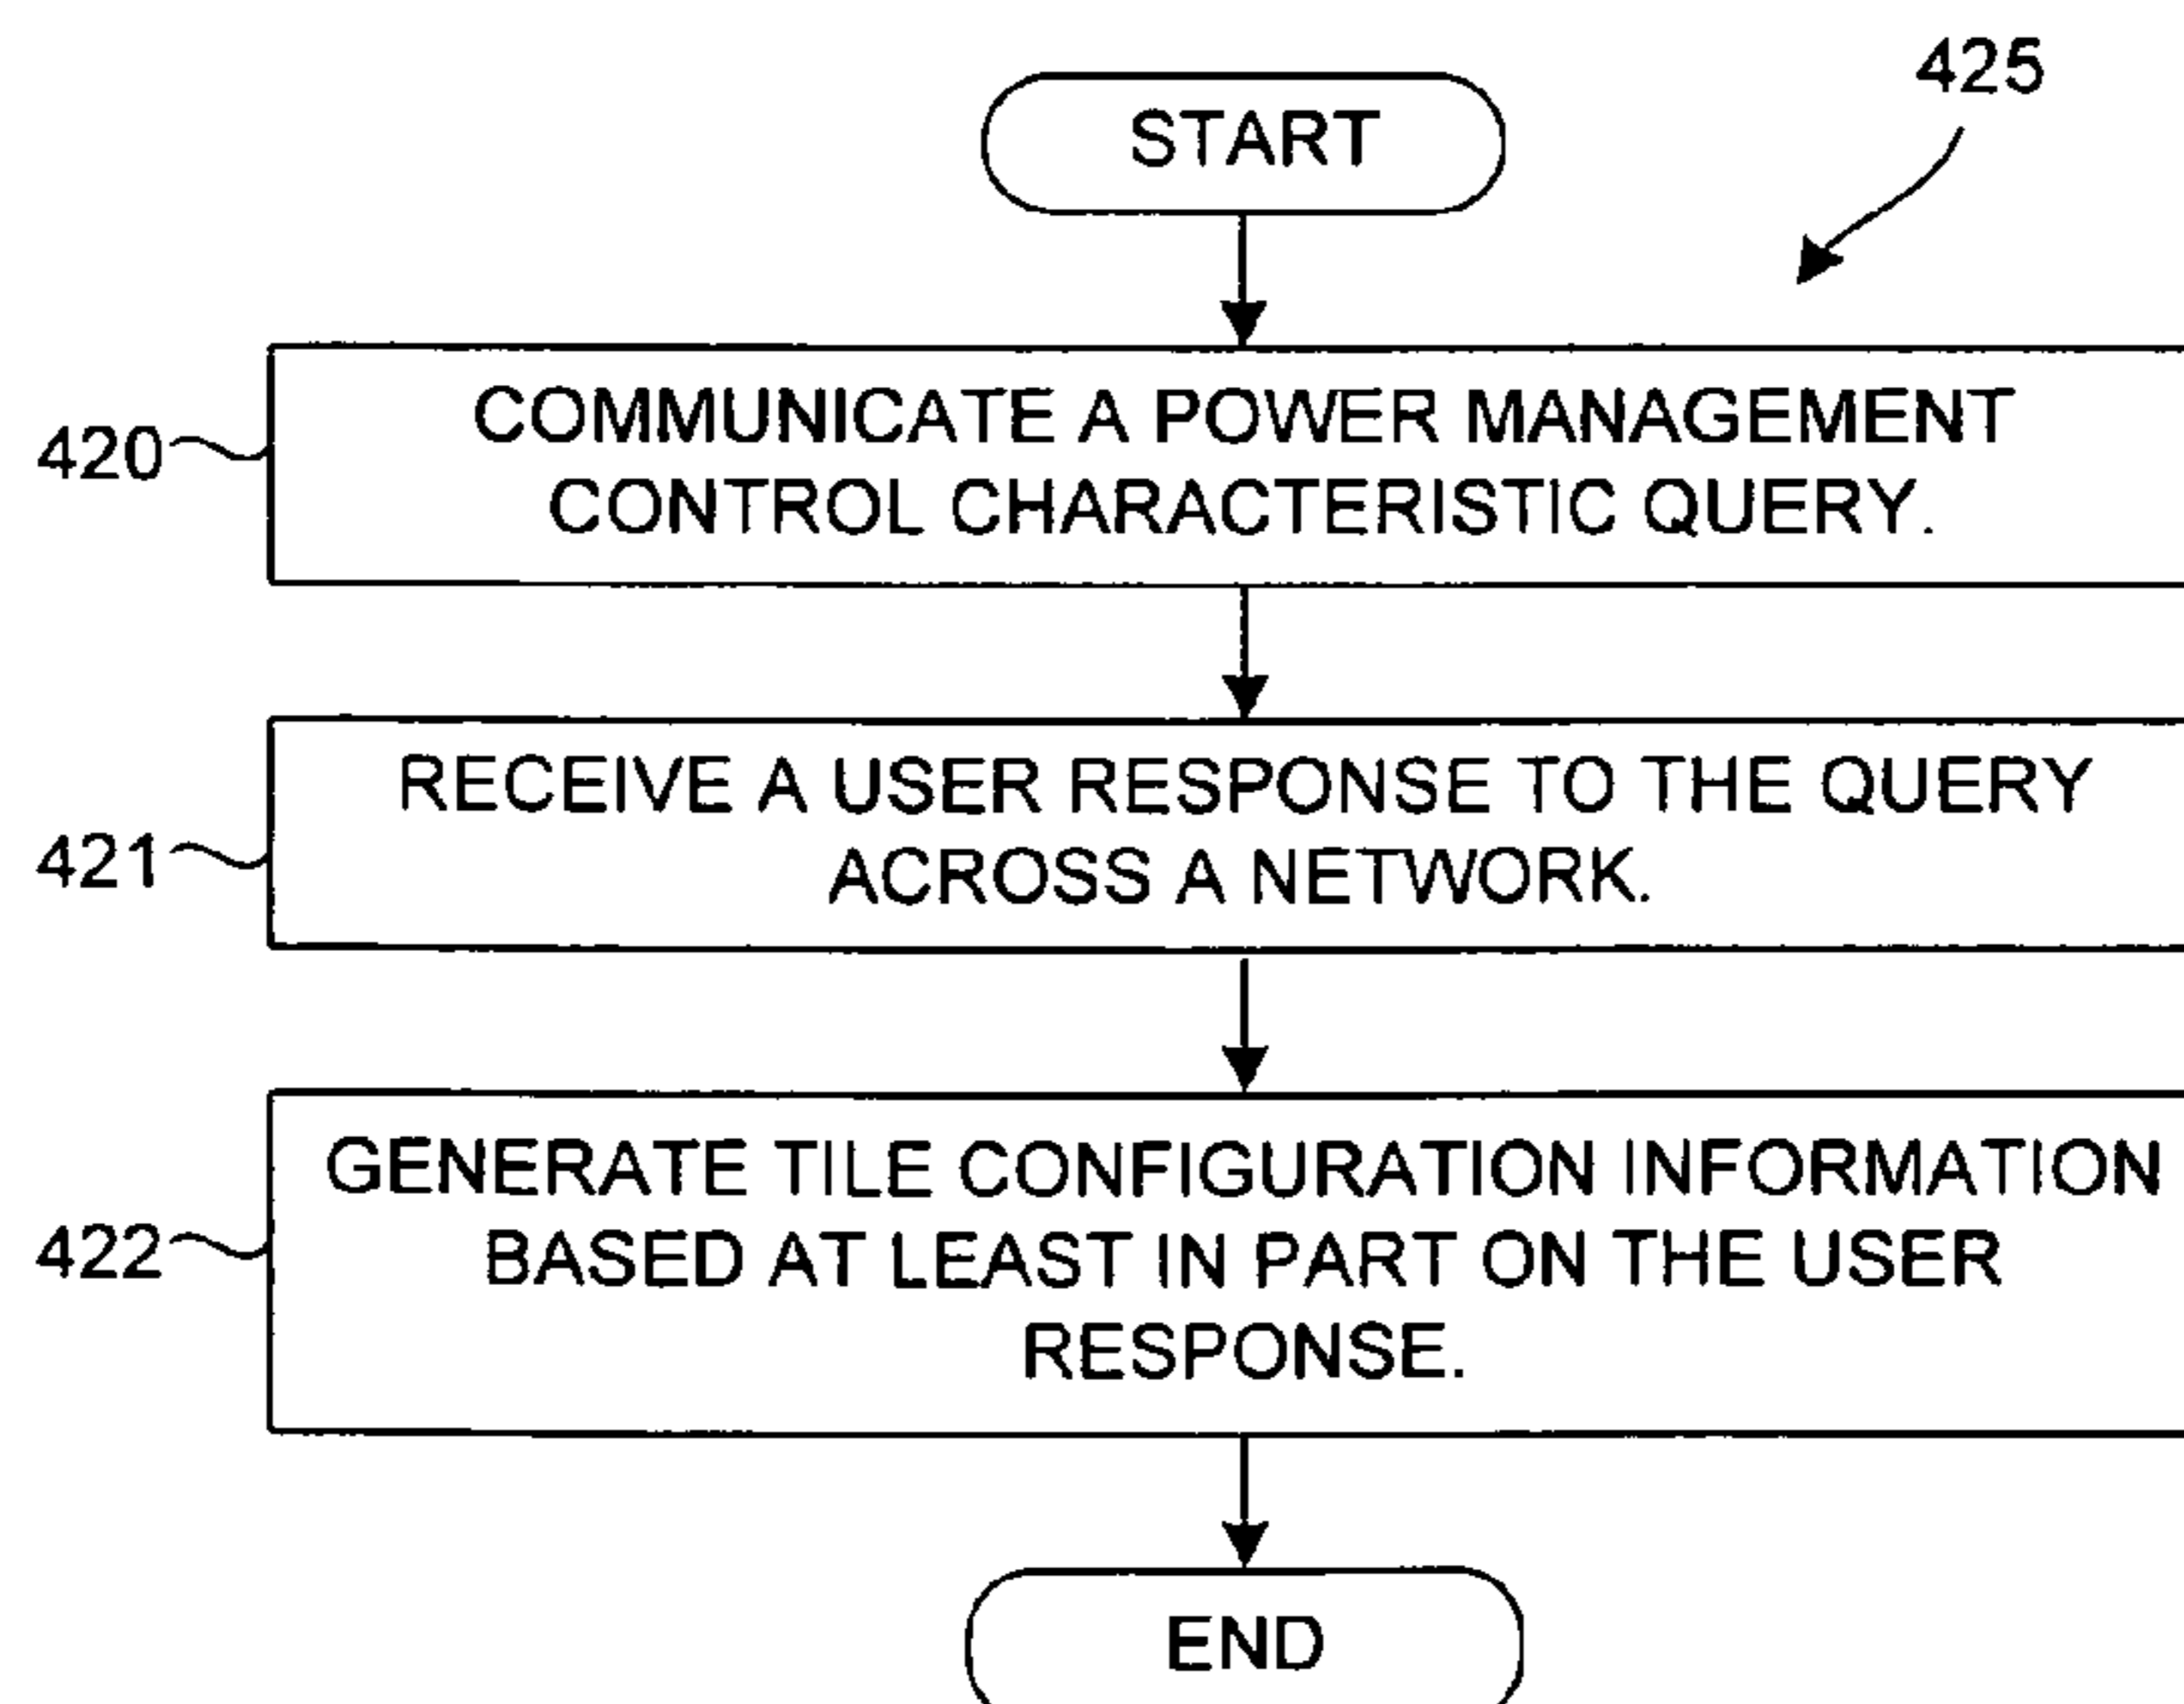 425
START
420
COMMUNICATE A POWER MANAGEMENT
CONTROL CHARACTERISTIC QUERY.
421
RECEIVE A USER RESPONSE TO THE QUERY
ACROSS A NETWORK.
422
GENERATE TILE CONFIGURATION INFORMATION
BASED AT LEAST IN PART ON THE USER
RESPONSE.
END